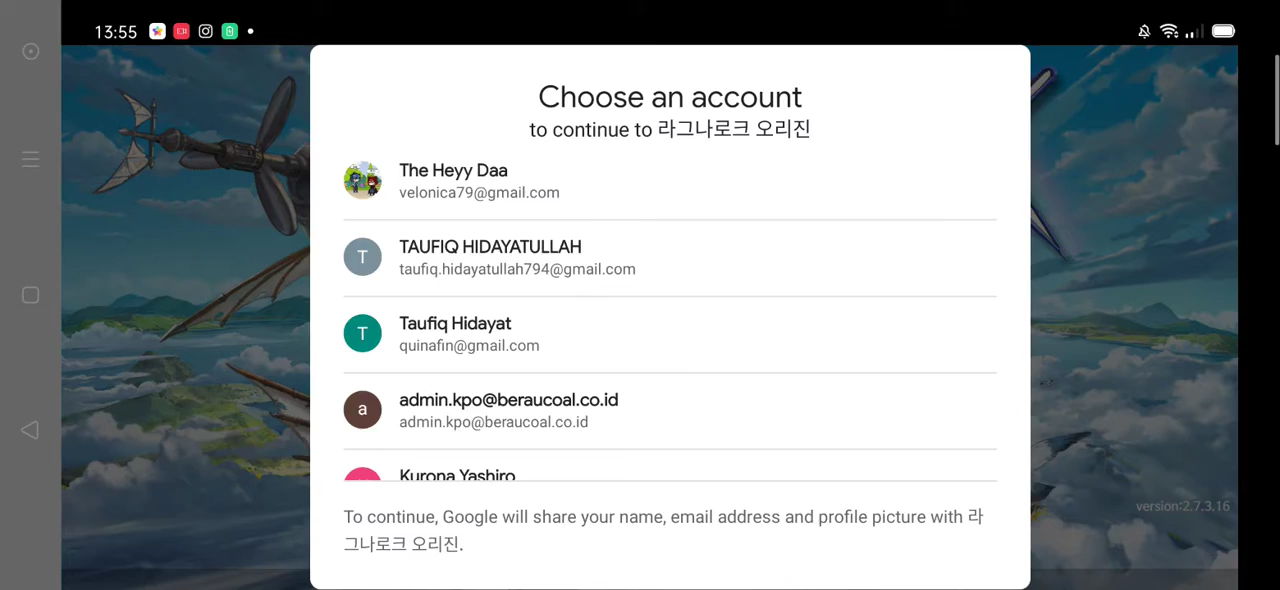 13:55
Choose an account
to continue to 라그나로크 오리진
The Heyy Daa
velonica79@gmail.com
T
TAUFIQ HIDAYATULLAH
taufiq.hidayatullah794@gmail.com
T
Taufiq Hidayat
quinafin@gmail.com
a
admin.kpo@beraucoal.co.id
admin.kpo@beraucoal.co.id
Kurona Yashiro
version:2.7.3.16
To continue, Google will share your name, email address and profile picture with 라
그나로크 오리진.